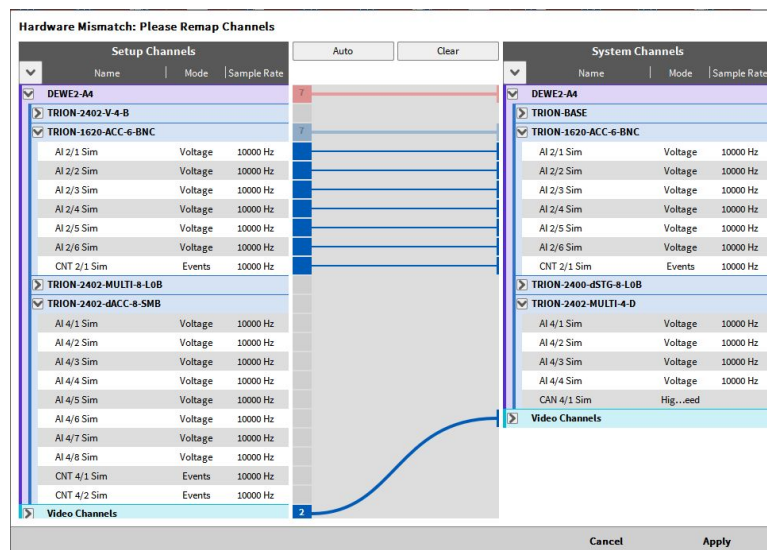 Hardware Mismatch: Please Remap Channels
Setup Channels Auto Clear System Channels
Name Mode Sample Rate Name Mode Sample Rate
DEWE2-A4 7 DEWE2-A4
TRION-2402-V-4-B TRION-BASE
TRION-1620-ACC-6-BNC 7 TRION-1620-ACC-6-BNC
AI 2/1 Sim Voltage 10000 Hz AI 2/1 Sim Voltage 10000 Hz
AI 2/2 Sim Voltage 10000 Hz AI 2/2 Sim Voltage 10000 Hz
AI 2/3 Sim Voltage 10000 Hz AI 2/3 Sim Voltage 10000 Hz
AI 2/4 Sim Voltage 10000 Hz AI 2/4 Sim Voltage 10000 Hz
AI 2/5 Sim Voltage 10000 Hz AI 2/5 Sim Voltage 10000 Hz
AI 2/6 Sim Voltage 10000 Hz AI 2/6 Sim Voltage 10000 Hz
CNT 2/1 Sim Events 10000 Hz CNT 2/1 Sim Events 10000 Hz
TRION-2402-MULTI-8-L0B TRION-2400-dSTG-8-L0B
TRION-2402-dACC-8-SMB TRION-2402-MULTI-4-D
AI 4/1 Sim Voltage 10000 Hz AI 4/1 Sim Voltage 10000 Hz
AI 4/2 Sim Voltage 10000 Hz AI 4/2 Sim Voltage 10000 Hz
AI 4/3 Sim Voltage 10000 Hz AI 4/3 Sim Voltage 10000 Hz
AI 4/4 Sim Voltage 10000 Hz AI 4/4 Sim Voltage 10000 Hz
AI 4/5 Sim Voltage 10000 Hz CAN 4/1 Sim Hig...eed
AI 4/6 Sim Voltage 10000 Hz Video Channels
AI 4/7 Sim Voltage 10000 Hz
AI 4/8 Sim Voltage 10000 Hz
CNT 4/1 Sim Events 10000 Hz
CNT 4/2 Sim Events 10000 Hz
Video Channels 2
Cancel Apply